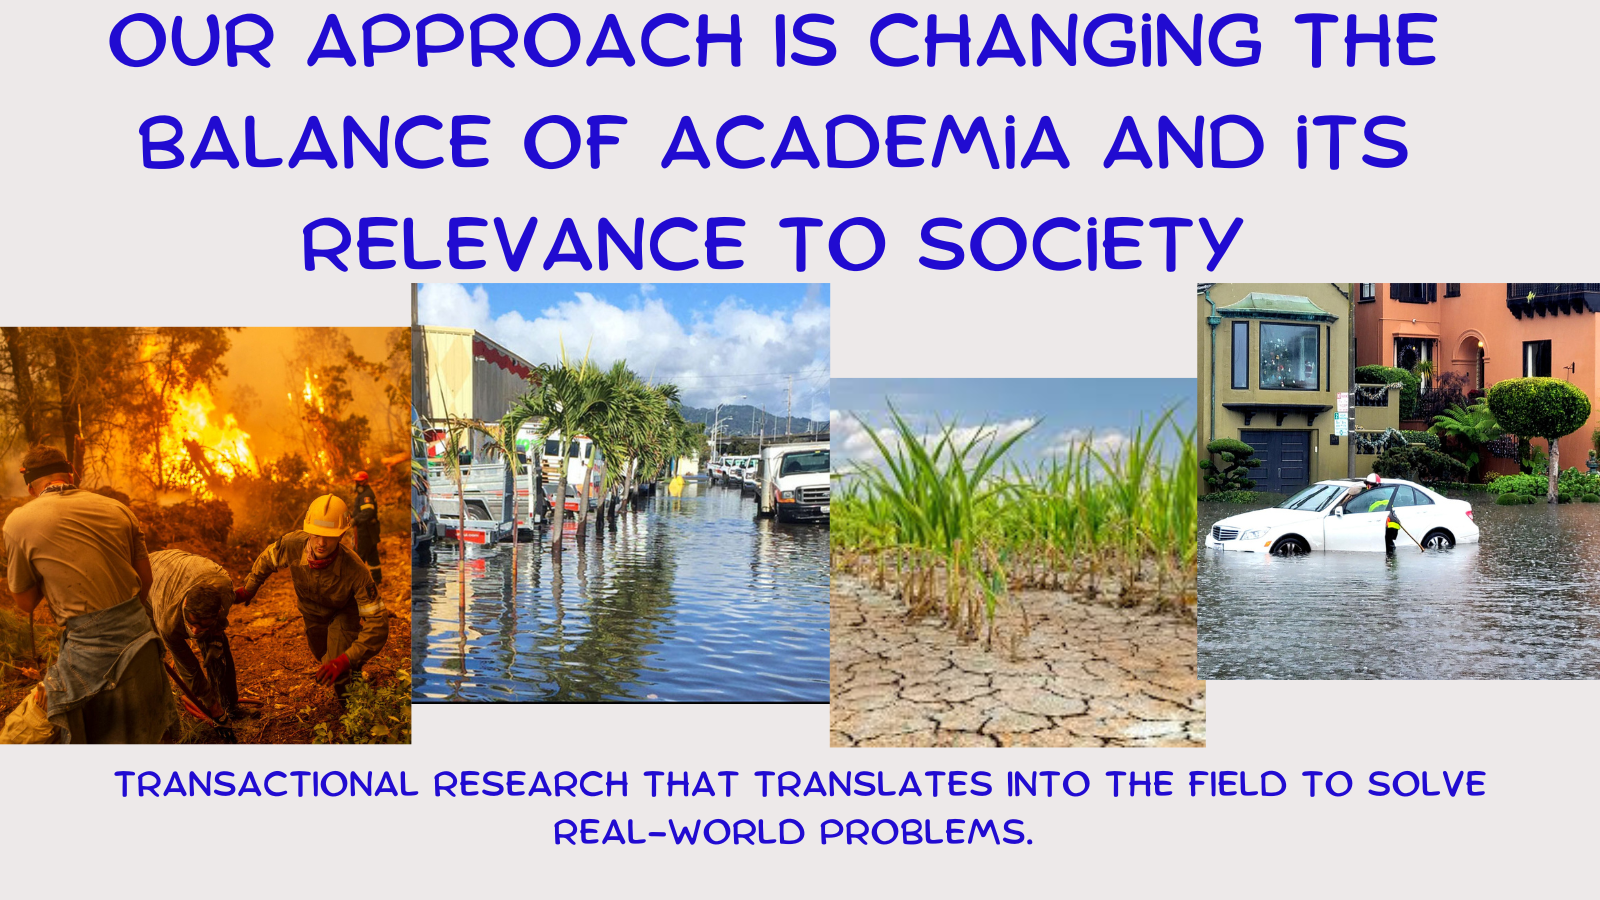 OUR APPROACH IS CHANGING THE
BALANCE OF ACADEMIA AND ITS
RELEVANCE TO SOCIETY
TRANSACTIONAL RESEARCH THAT TRANSLATES INTO THE FIELD TO SOLVE
REAL-WORLD PROBLEMS.